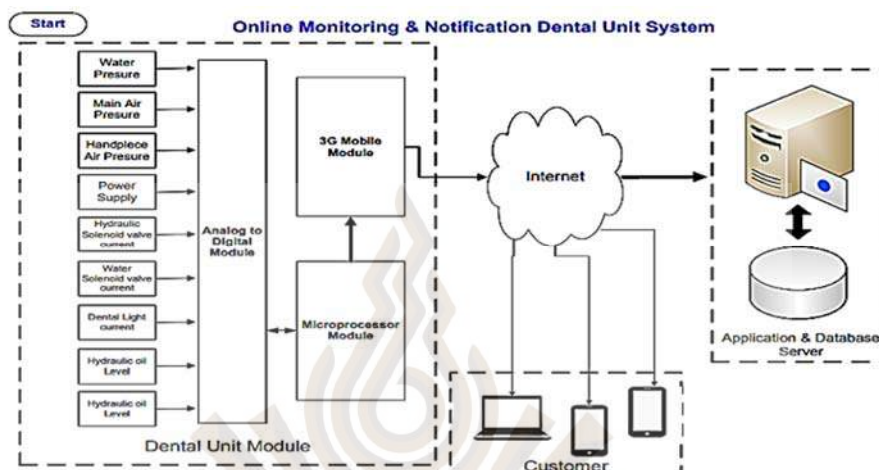 Start
Online Monitoring & Notification Dental Unit System
Water
Presure
Main Air
Presure
Handpiece
Air Presure
Power
Supply
Hydraulic
Solenoid valve
current
Water
Solenoid valve
current
Dental Light
current
Hydraulic oil
Level
Hydraulic oil
Level
Analog to
Digital
Module
3G Mobile
Module
Microprocessor
Module
Dental Unit Module
Internet
Customer
Application & Database
Server